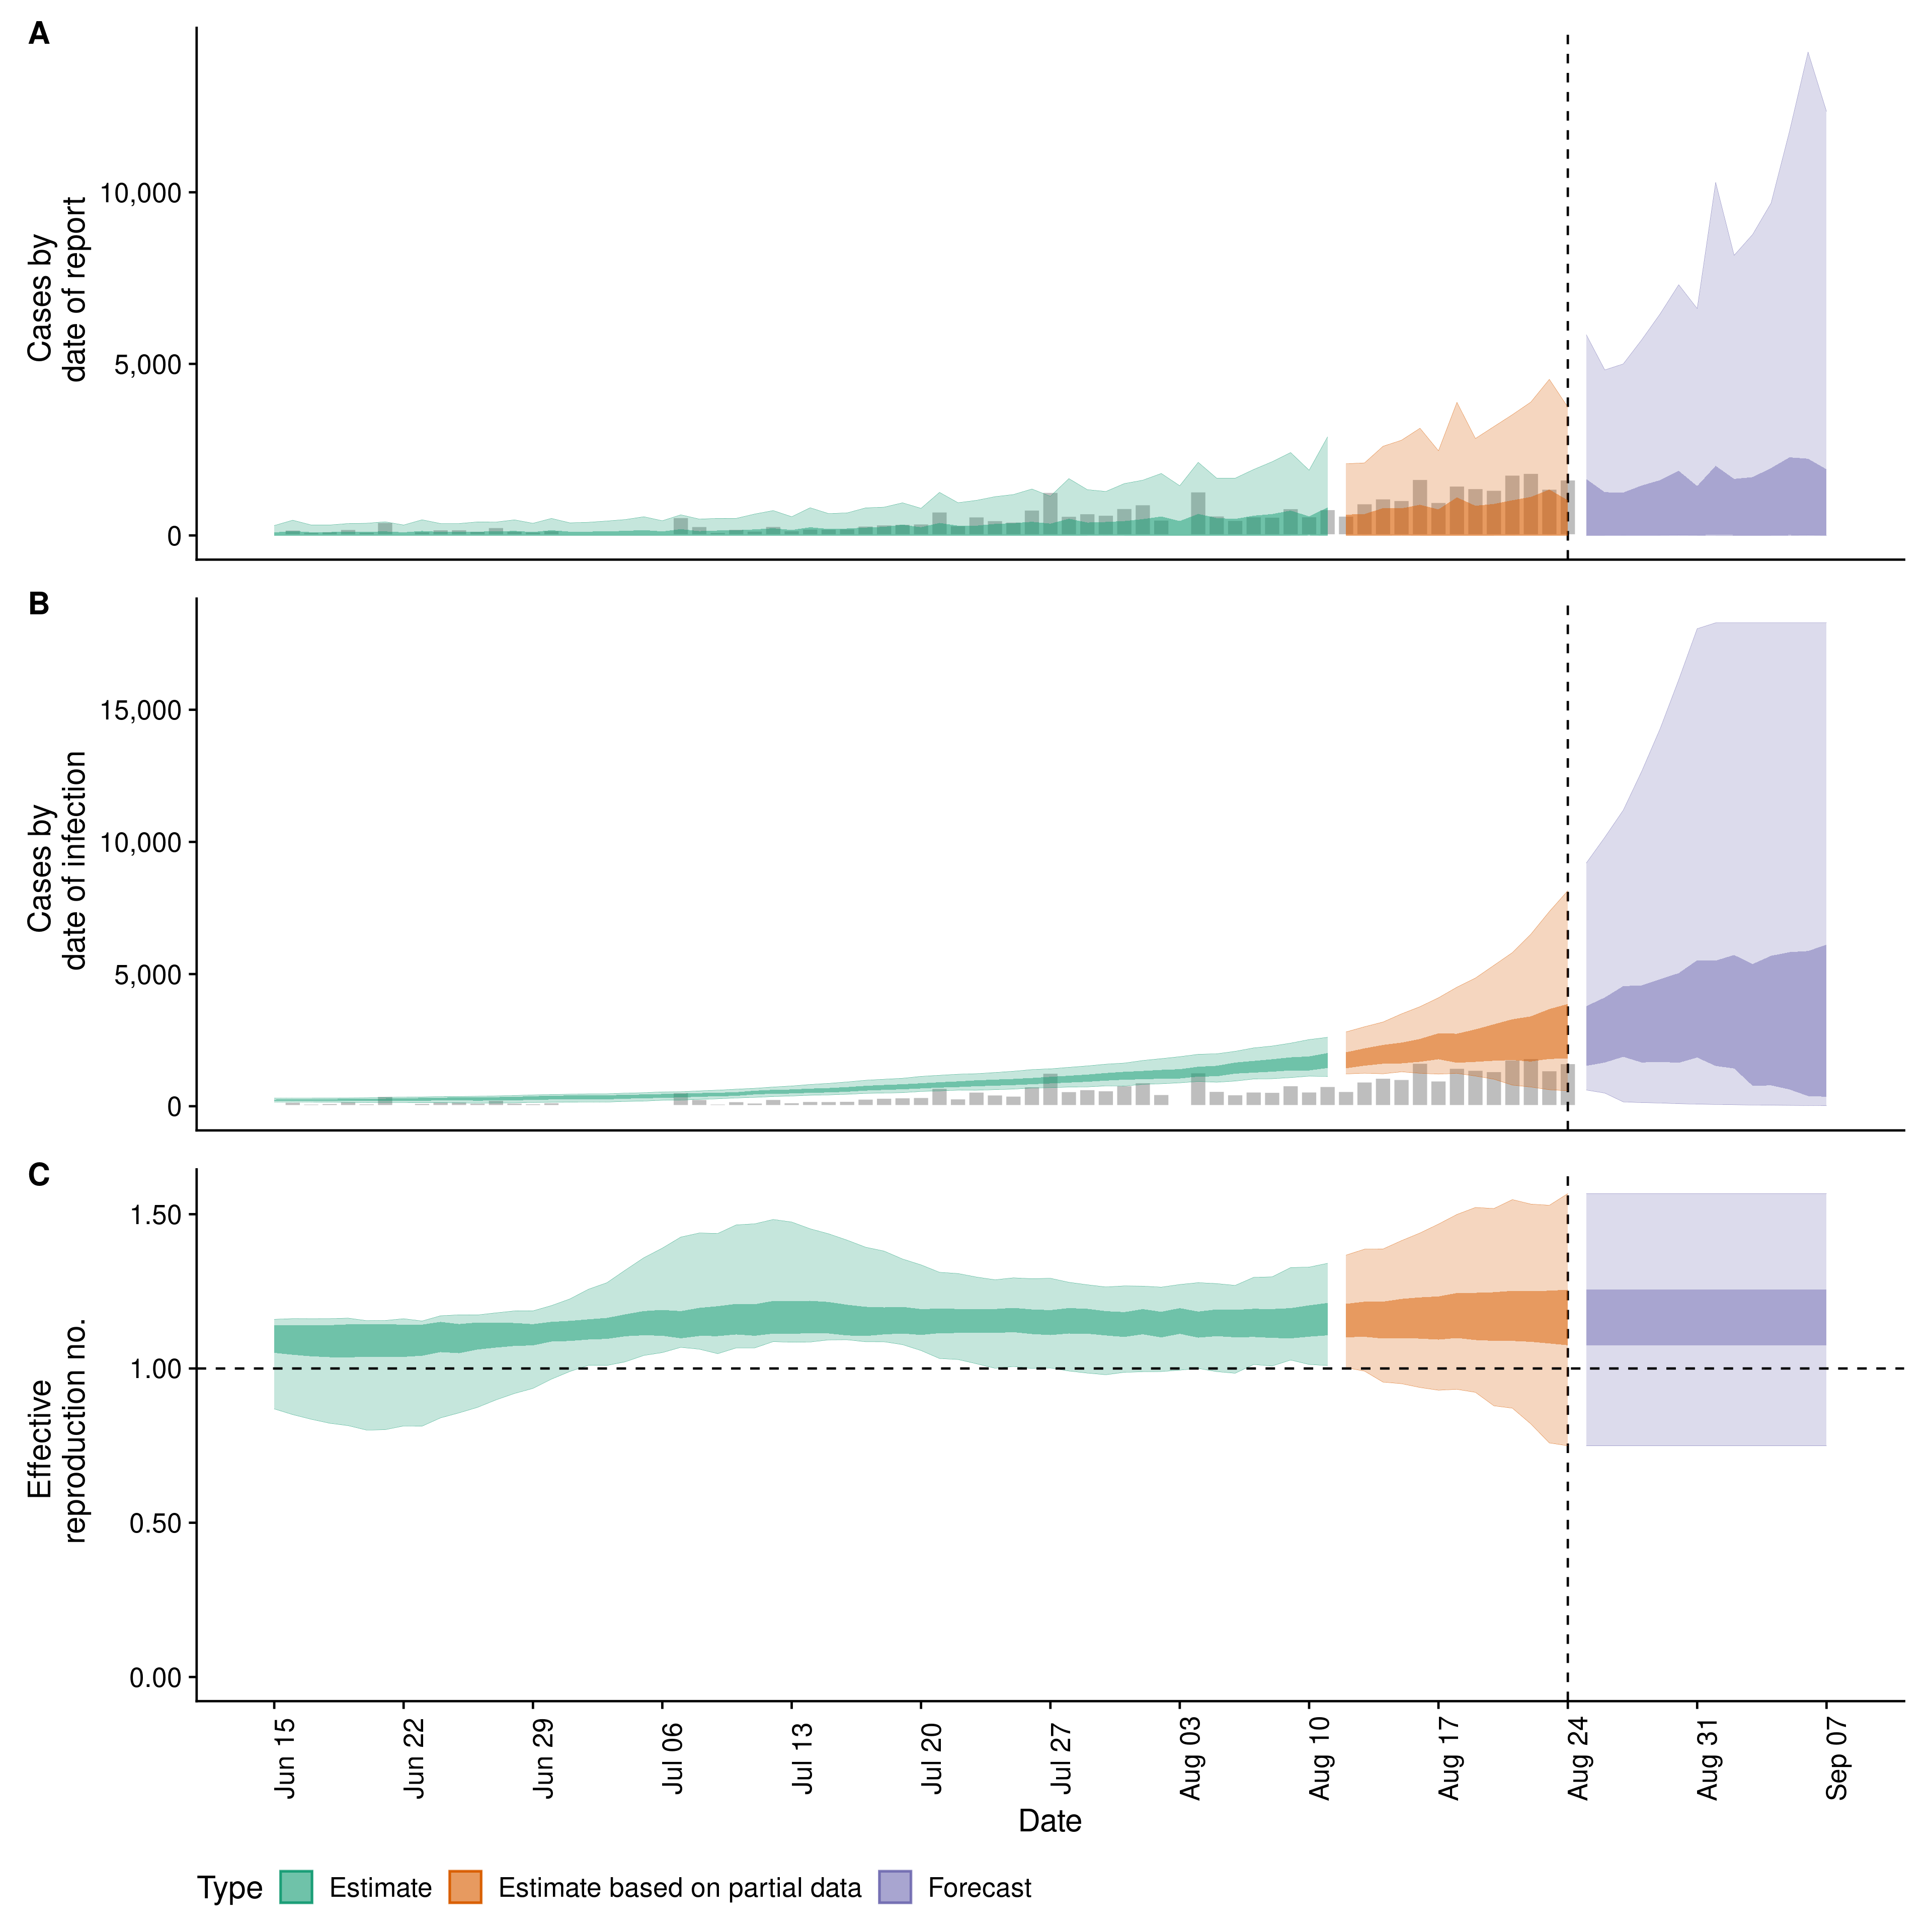 A
Cases by
date of report
10,000
5,000
0
B
Cases by
date of infection
15,000
10,000
5,000
0
C
Effective
reproduction no.
1.50
1.00
0.50
0.00
Jun 15
Jun 22
Jun 29
Jul 06
Jul 13
Jul 20
Jul 27
Aug 03
Aug 10
Aug 17
Aug 24
Aug 31
Sep 07
Date
Type Estimate Estimate based on partial data Forecast